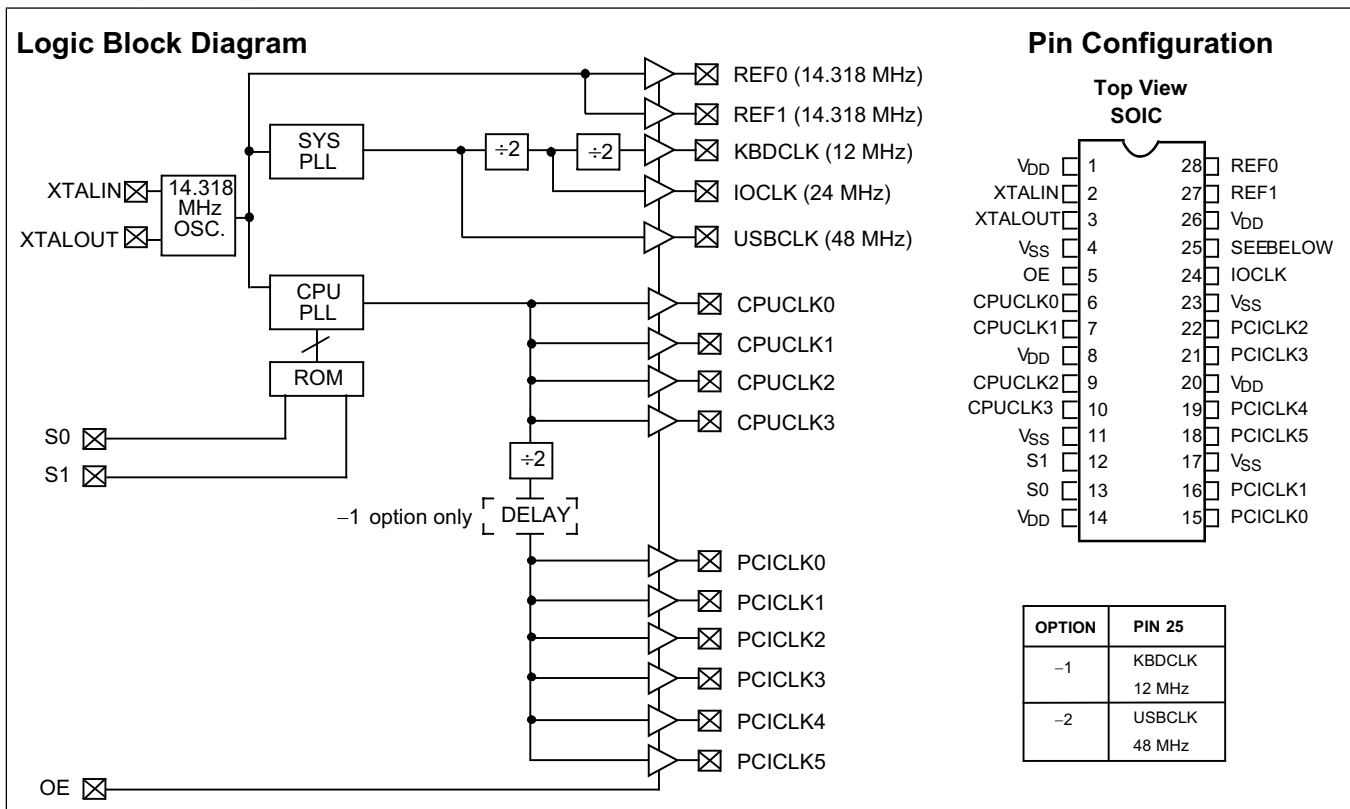 Logic Block Diagram
REF0 (14.318 MHz)
REF1 (14.318 MHz)
SYS
PLL
÷2
÷2
KBDCLK (12 MHz)
XTALIN
14.318
MHz
OSC.
IOCLK (24 MHz)
XTALOUT
USBCLK (48 MHz)
CPU
PLL
CPUCLK0
CPUCLK1
ROM
CPUCLK2
CPUCLK3
S0
S1
÷2
–1 option only
DELAY
PCICLK0
PCICLK1
PCICLK2
PCICLK3
PCICLK4
PCICLK5
OE
Pin Configuration
Top View
SOIC
VDD 1 28 REF0
XTALIN 2 27 REF1
XTALOUT 3 26 VDD
VSS 4 25 SEEBELOW
OE 5 24 IOCLK
CPUCLK0 6 23 VSS
CPUCLK1 7 22 PCICLK2
VDD 8 21 PCICLK3
CPUCLK2 9 20 VDD
CPUCLK3 10 19 PCICLK4
VSS 11 18 PCICLK5
S1 12 17 VSS
S0 13 16 PCICLK1
VDD 14 15 PCICLK0
OPTION PIN 25
–1 KBDCLK
12 MHz
–2 USBCLK
48 MHz